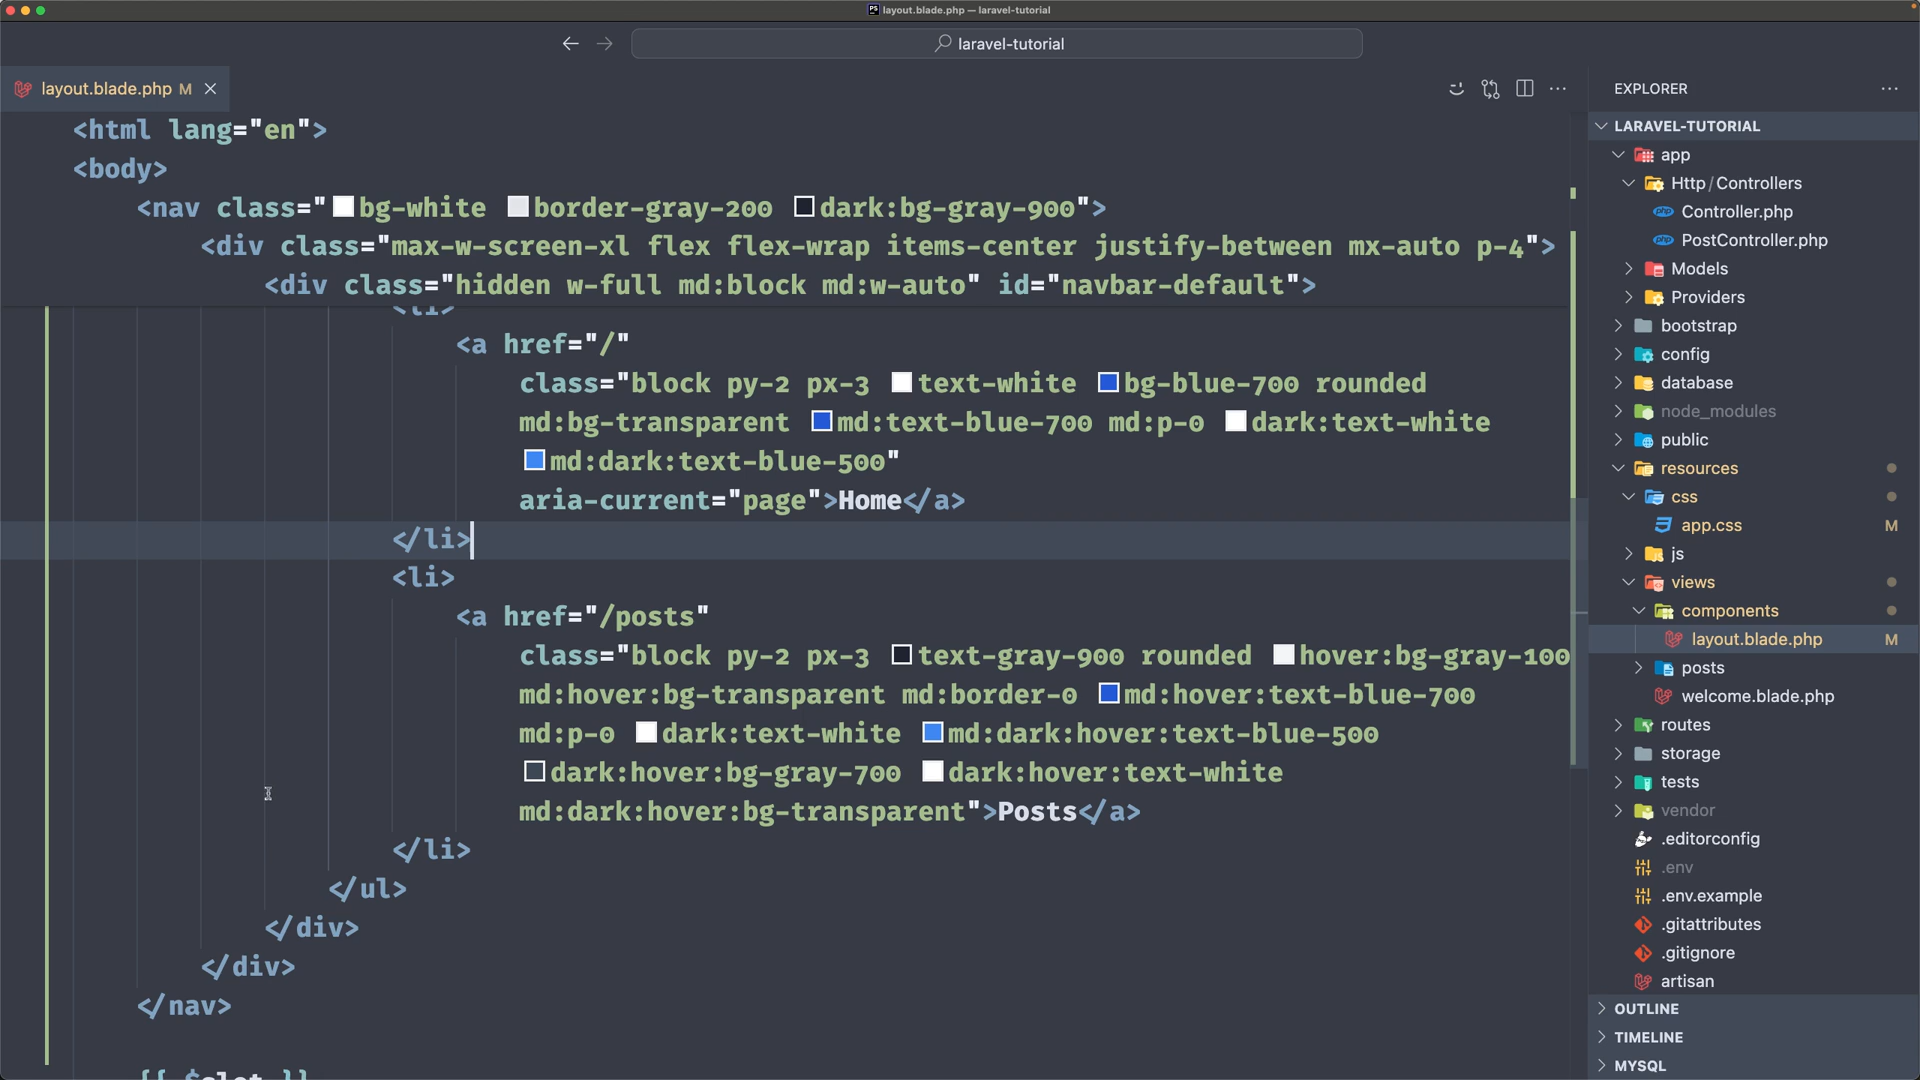 layout.blade.php — laravel-tutorial
laravel-tutorial
layout.blade.php M
<html lang="en">
<body>
<nav class="bg-white border-gray-200 dark:bg-gray-900">
<div class="max-w-screen-xl flex flex-wrap items-center justify-between mx-auto p-4">
<div class="hidden w-full md:block md:w-auto" id="navbar-default">
<li>
<a href="/"
class="block py-2 px-3 text-white bg-blue-700 rounded
md:bg-transparent md:text-blue-700 md:p-0 dark:text-white
md:dark:text-blue-500"
aria-current="page">Home</a>
</li>
<li>
<a href="/posts"
class="block py-2 px-3 text-gray-900 rounded hover:bg-gray-100
md:hover:bg-transparent md:border-0 md:hover:text-blue-700
md:p-0 dark:text-white md:dark:hover:text-blue-500
dark:hover:bg-gray-700 dark:hover:text-white
md:dark:hover:bg-transparent">Posts</a>
</li>
</ul>
</div>
</div>
</nav>
{{ $slot }}
EXPLORER
LARAVEL-TUTORIAL
app
Http/Controllers
Controller.php
PostController.php
Models
Providers
bootstrap
config
database
node_modules
public
resources
css
app.css M
js
views
components
layout.blade.php M
posts
welcome.blade.php
routes
storage
tests
vendor
.editorconfig
.env
.env.example
.gitattributes
.gitignore
artisan
OUTLINE
TIMELINE
MYSQL